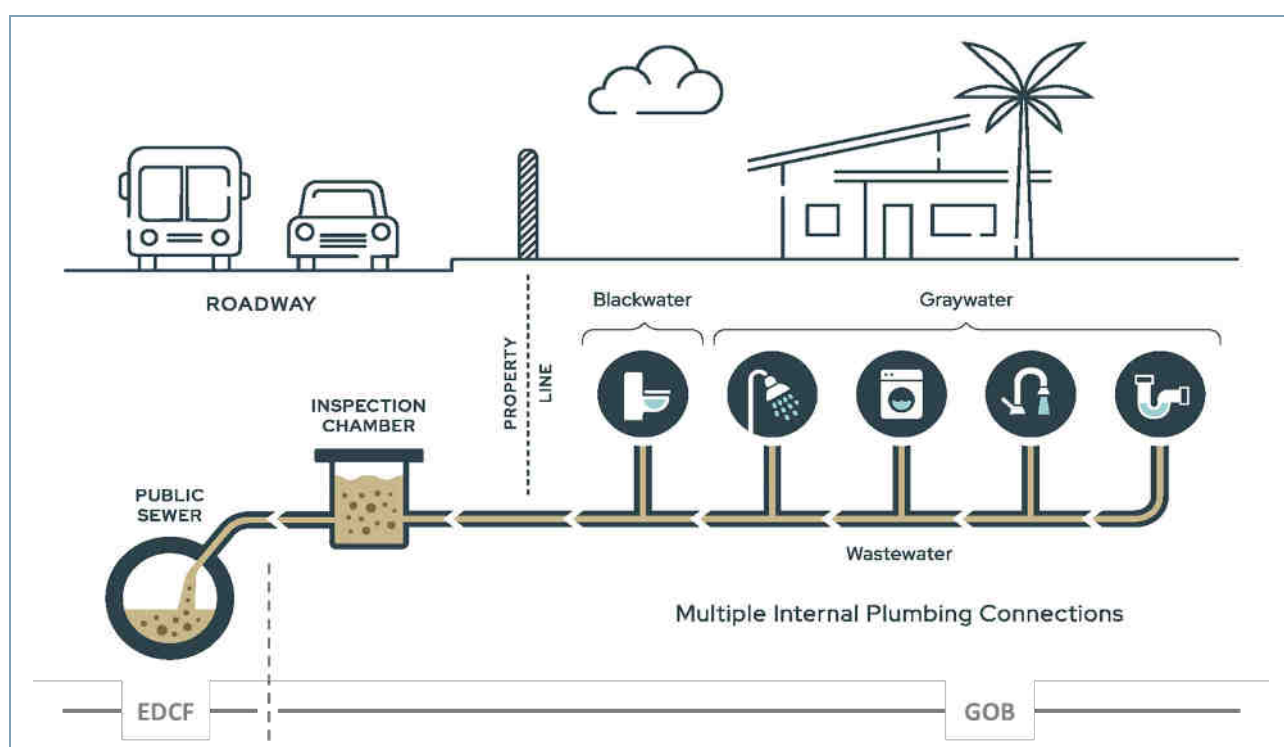 ROADWAY
Blackwater
Graywater
PROPERTY
LINE
INSPECTION
CHAMBER
PUBLIC
SEWER
Wastewater
Multiple Internal Plumbing Connections
EDCF
GOB